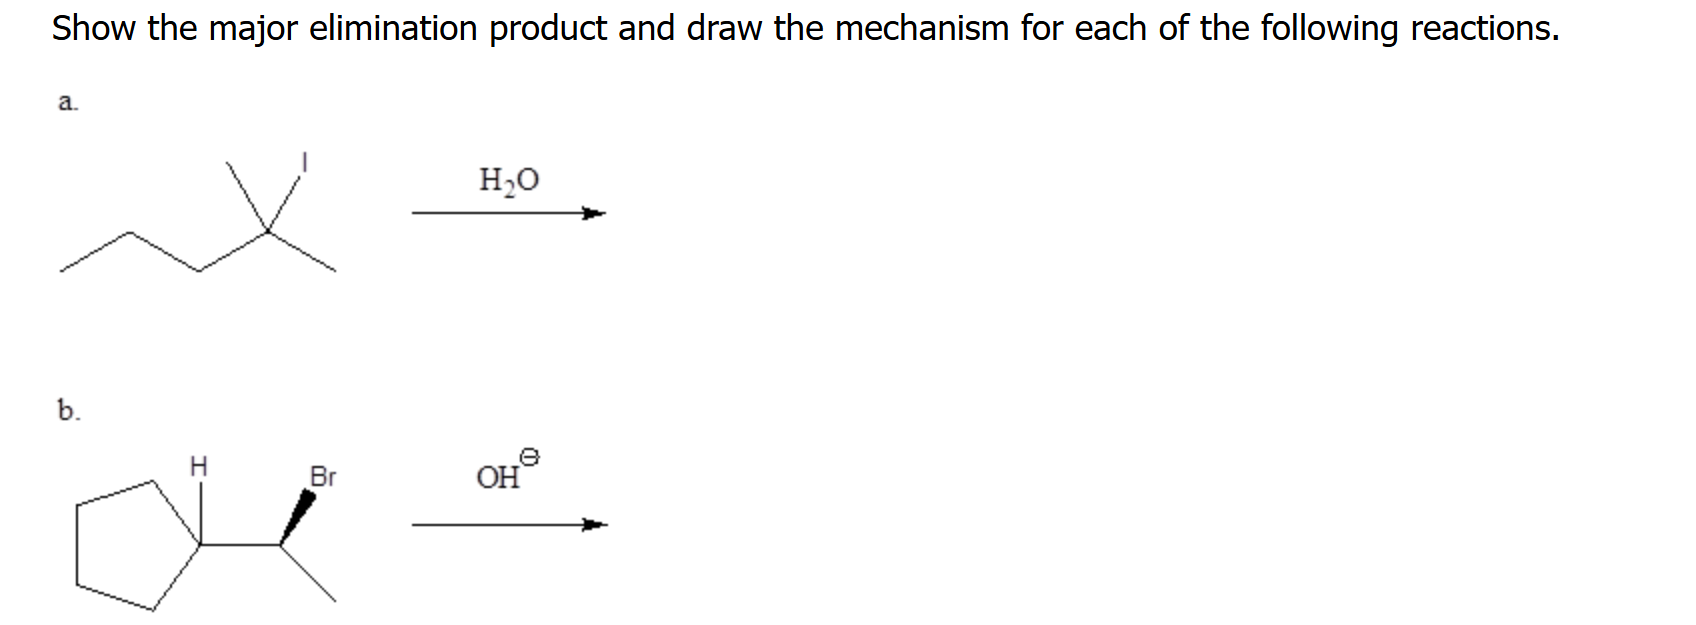 Show the major elimination product and draw the mechanism for each of the following reactions.
a.
I
H₂O
b.
H
Br
OH⊖